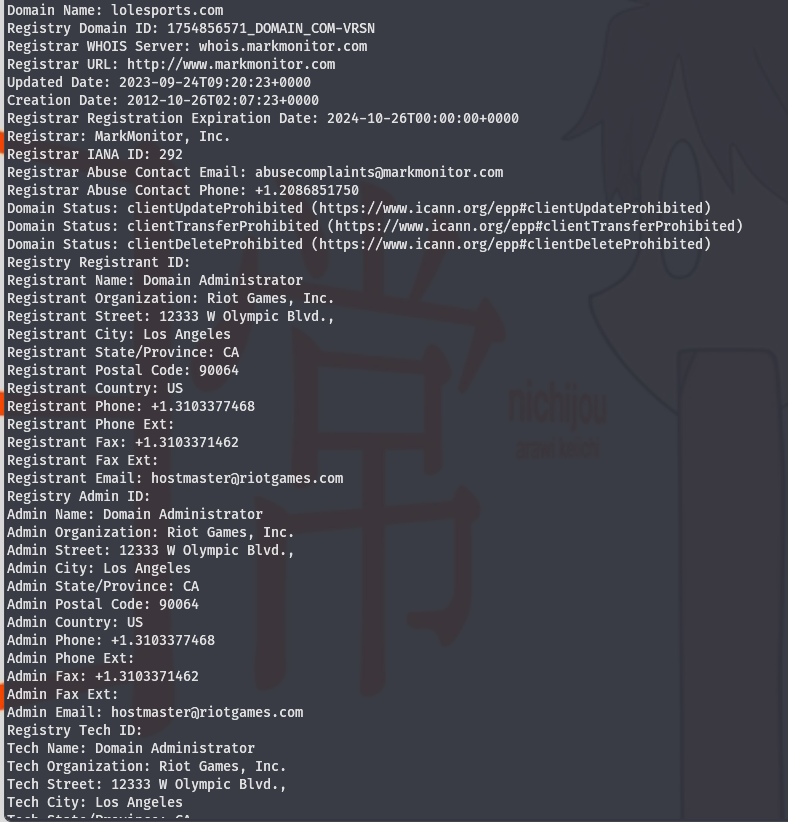 Domain Name: lolesports.com
Registry Domain ID: 1754856571_DOMAIN_COM-VRSN
Registrar WHOIS Server: whois.markmonitor.com
Registrar URL: http://www.markmonitor.com
Updated Date: 2023-09-24T09:20:23+0000
Creation Date: 2012-10-26T02:07:23+0000
Registrar Registration Expiration Date: 2024-10-26T00:00:00+0000
Registrar: MarkMonitor, Inc.
Registrar IANA ID: 292
Registrar Abuse Contact Email: abusecomplaints@markmonitor.com
Registrar Abuse Contact Phone: +1.2086851750
Domain Status: clientUpdateProhibited (https://www.icann.org/epp#clientUpdateProhibited)
Domain Status: clientTransferProhibited (https://www.icann.org/epp#clientTransferProhibited)
Domain Status: clientDeleteProhibited (https://www.icann.org/epp#clientDeleteProhibited)
Registry Registrant ID:
Registrant Name: Domain Administrator
Registrant Organization: Riot Games, Inc.
Registrant Street: 12333 W Olympic Blvd.,
Registrant City: Los Angeles
Registrant State/Province: CA
Registrant Postal Code: 90064
Registrant Country: US
Registrant Phone: +1.3103377468
Registrant Phone Ext:
Registrant Fax: +1.3103371462
Registrant Fax Ext:
Registrant Email: hostmaster@riotgames.com
Registry Admin ID:
Admin Name: Domain Administrator
Admin Organization: Riot Games, Inc.
Admin Street: 12333 W Olympic Blvd.,
Admin City: Los Angeles
Admin State/Province: CA
Admin Postal Code: 90064
Admin Country: US
Admin Phone: +1.3103377468
Admin Phone Ext:
Admin Fax: +1.3103371462
Admin Fax Ext:
Admin Email: hostmaster@riotgames.com
Registry Tech ID:
Tech Name: Domain Administrator
Tech Organization: Riot Games, Inc.
Tech Street: 12333 W Olympic Blvd.,
Tech City: Los Angeles
Tech State/Province: CA
常
nichijou